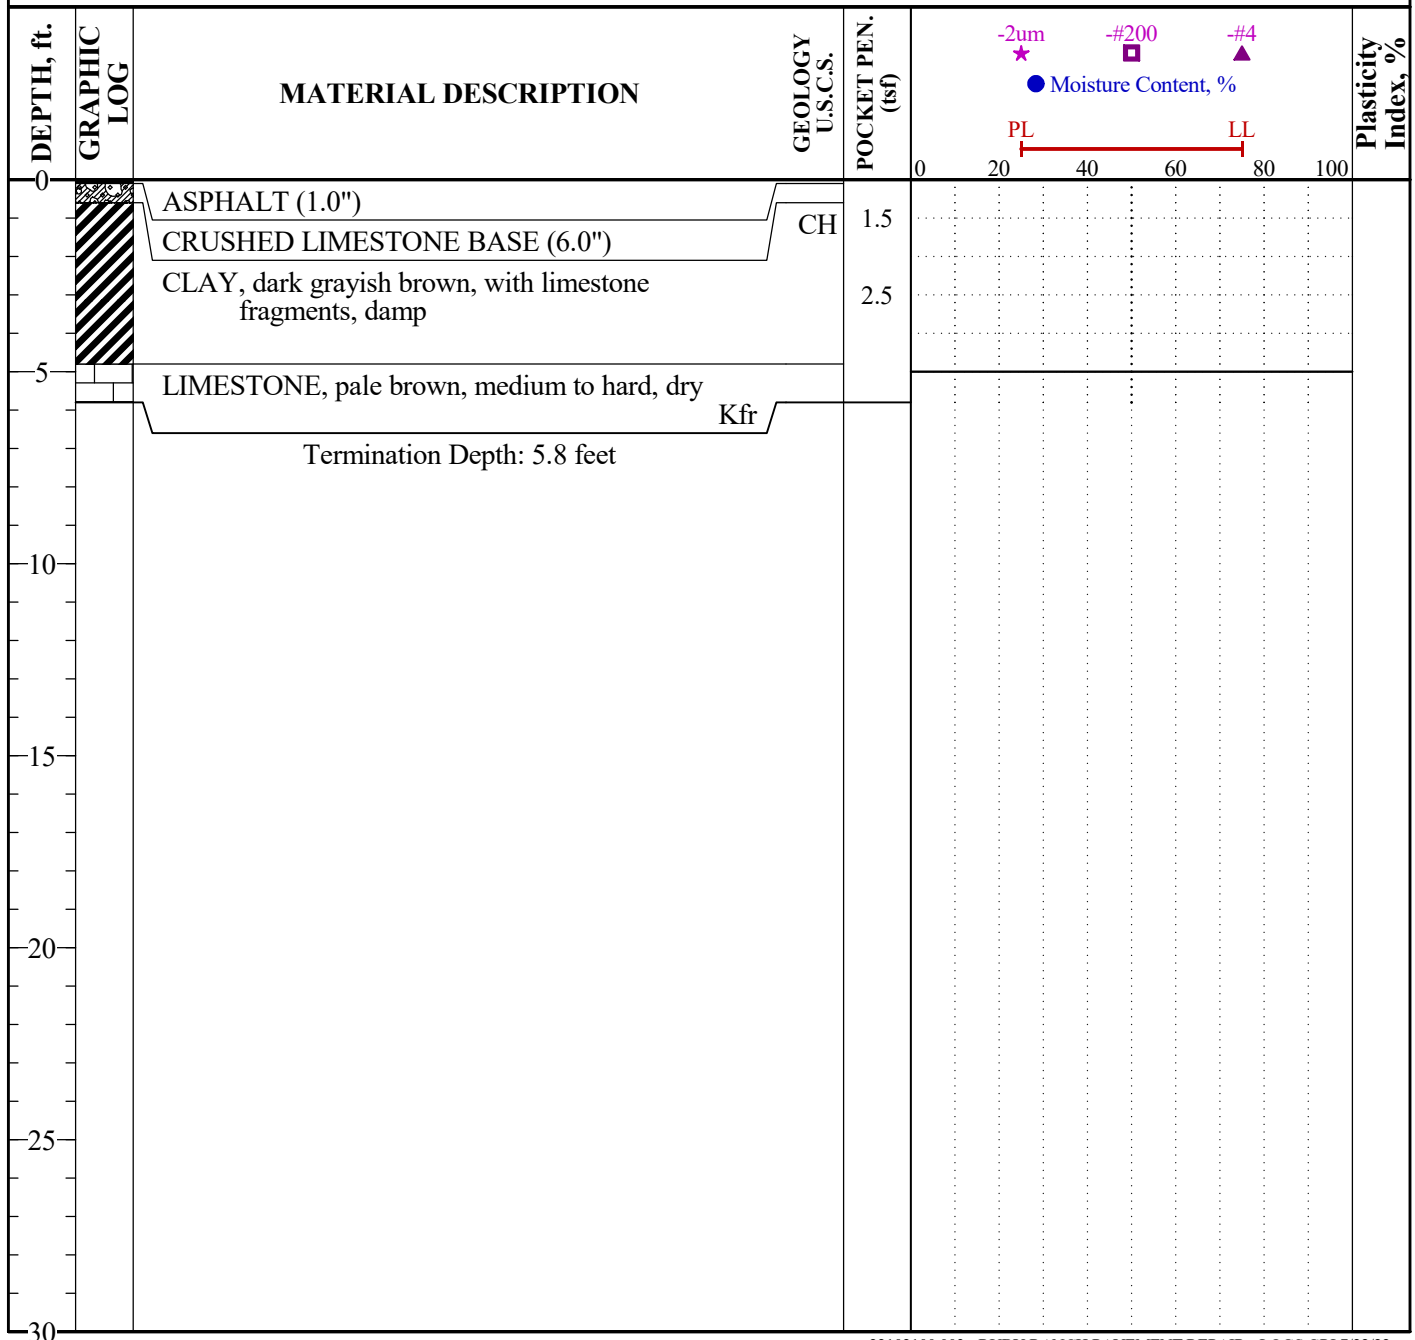 DEPTH, ft.
GRAPHIC
LOG
MATERIAL DESCRIPTION
GEOLOGY
U.S.C.S.
POCKET PEN.
(tsf)
-2um -#200 -#4
Moisture Content, %
PL LL
0 20 40 60 80 100
Plasticity
Index, %
0
ASPHALT (1.0")
CH 1.5
CRUSHED LIMESTONE BASE (6.0")
CLAY, dark grayish brown, with limestone
fragments, damp
2.5
5
LIMESTONE, pale brown, medium to hard, dry
Kfr
Termination Depth: 5.8 feet
10
15
20
25
30